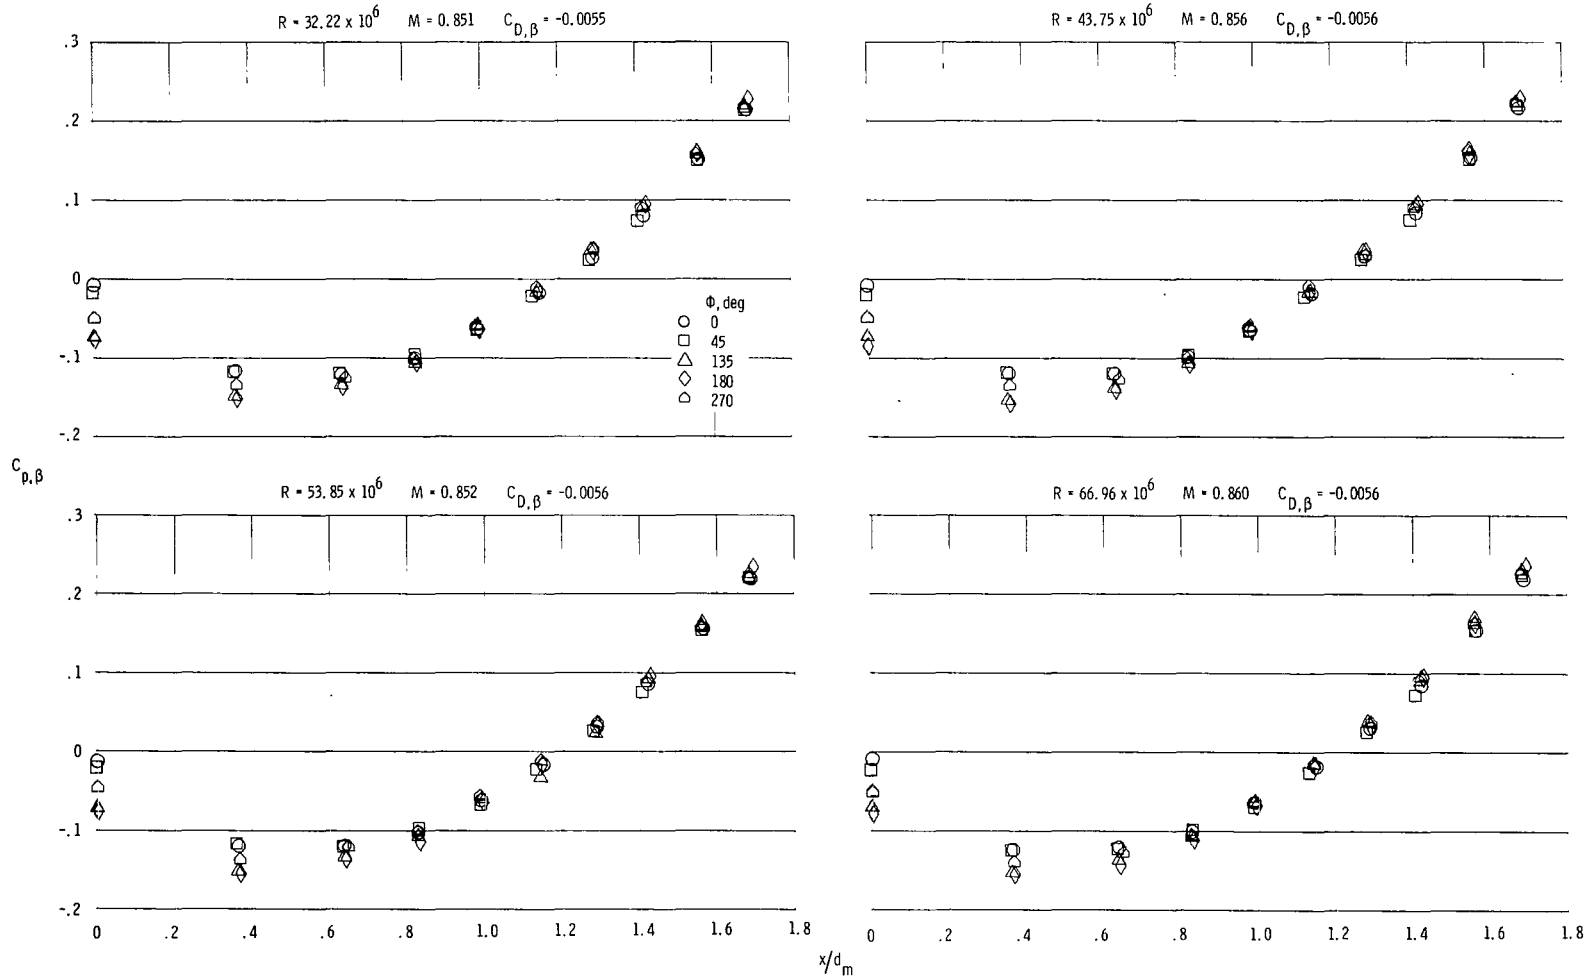 R = 32.22 x 10^6 M = 0.851 C_D,β = -0.0055
R = 43.75 x 10^6 M = 0.856 C_D,β = -0.0056
.3
.2
.1
0
-.1
-.2
Φ, deg
0
45
135
180
270
C_p,β
R = 53.85 x 10^6 M = 0.852 C_D,β = -0.0056
R = 66.96 x 10^6 M = 0.860 C_D,β = -0.0056
.3
.2
.1
0
-.1
-.2
0 .2 .4 .6 .8 1.0 1.2 1.4 1.6 1.8
0 .2 .4 .6 .8 1.0 1.2 1.4 1.6 1.8
x/d_m